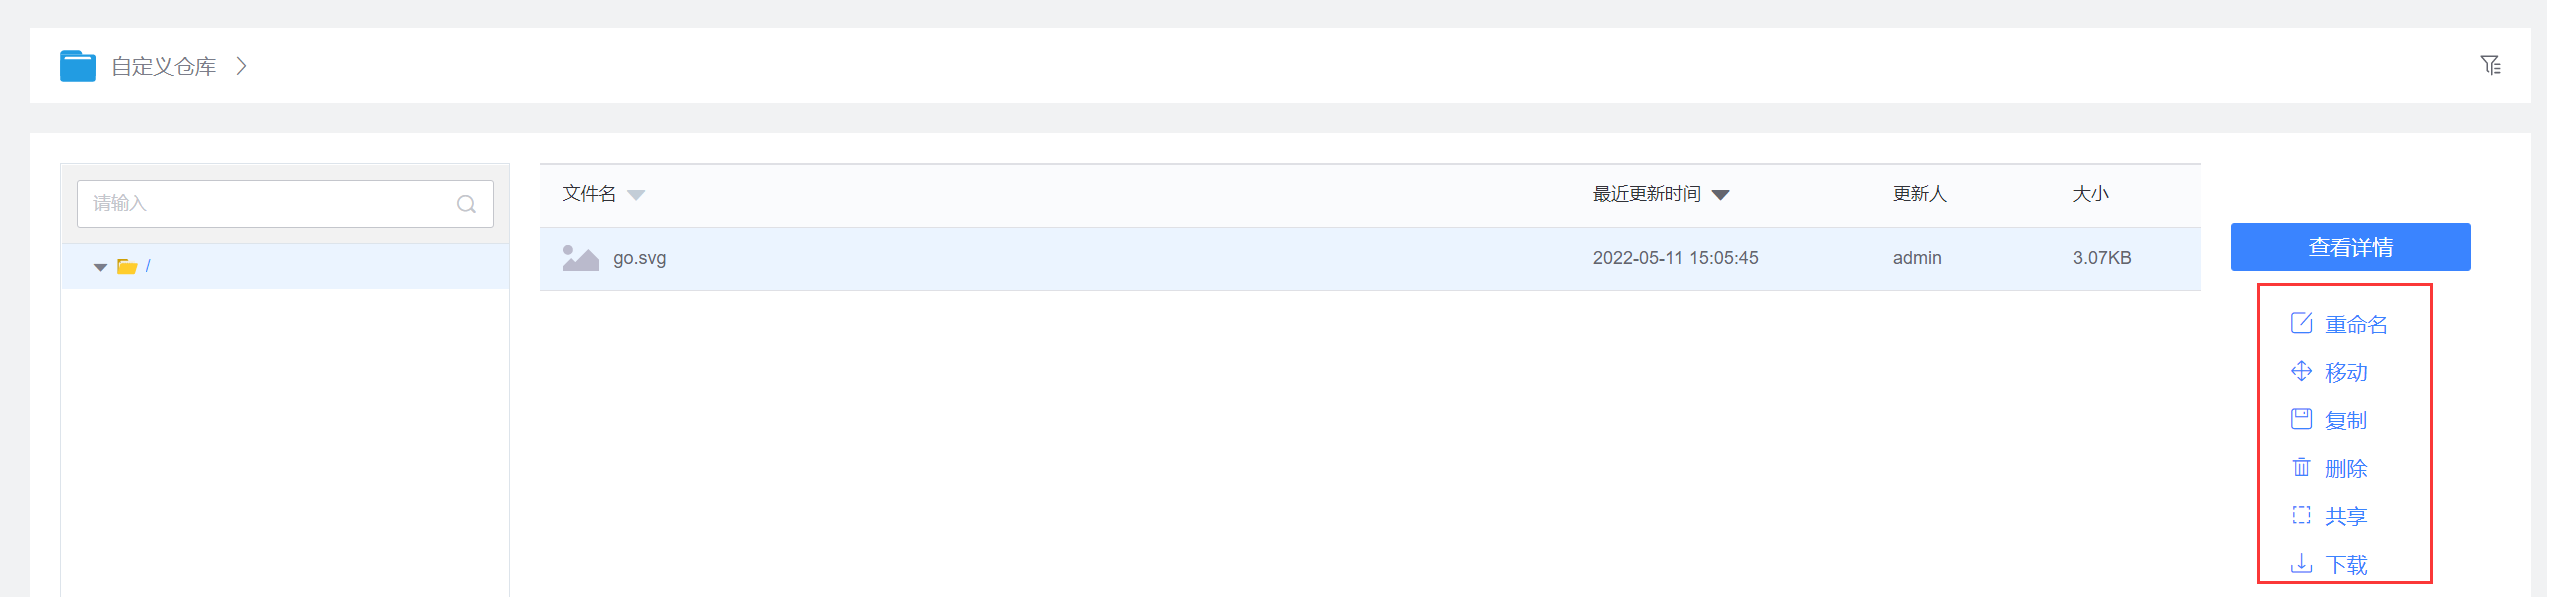 自定义仓库
请输入
/
文件名 最近更新时间 更新人 大小
go.svg 2022-05-11 15:05:45 admin 3.07KB
查看详情
重命名
移动
复制
删除
共享
下载